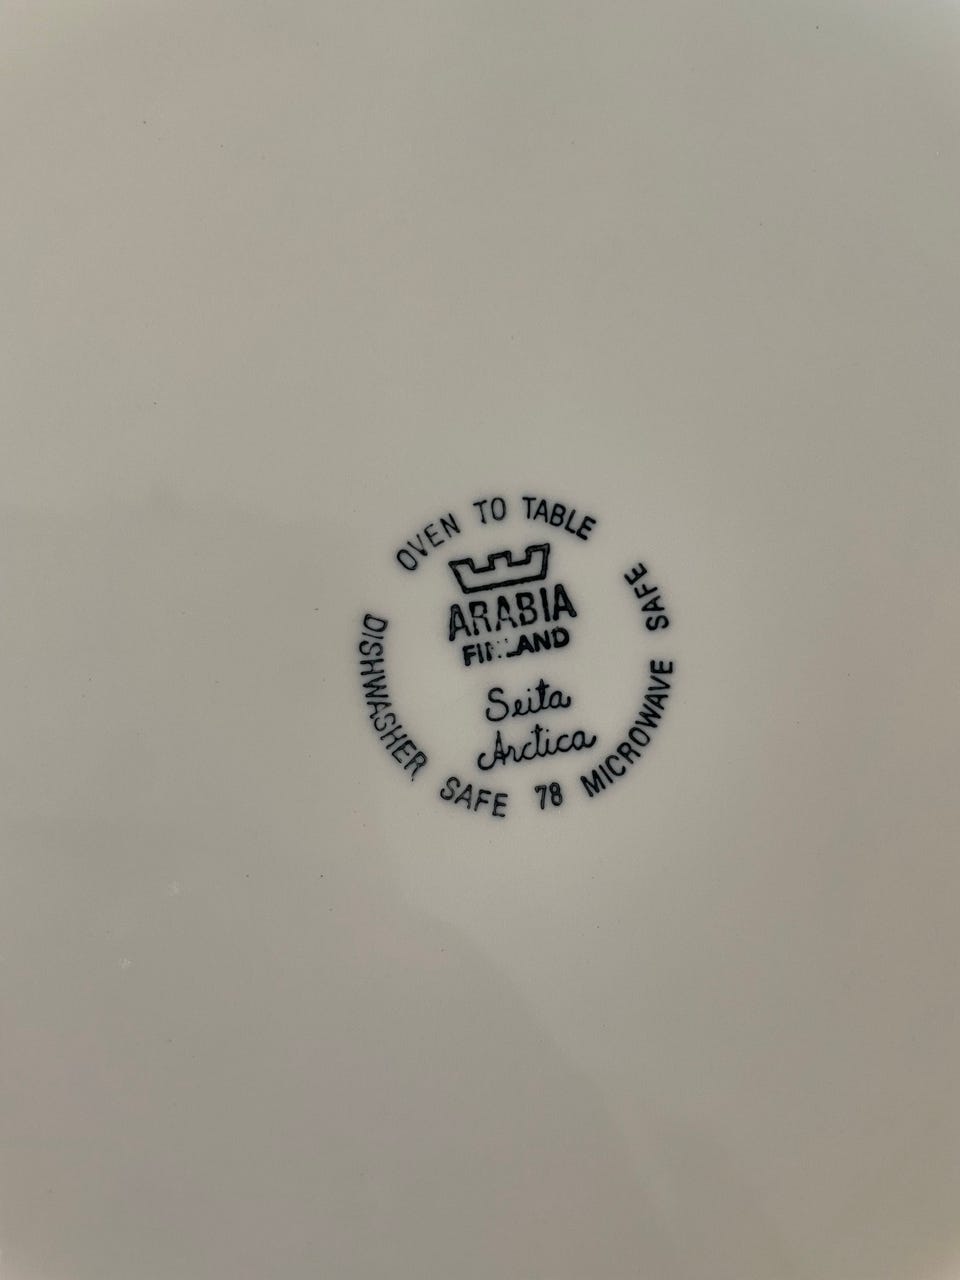 OVEN TO TABLE
ARABIA
FINLAND
Seita
Arctica
DISHWASHER SAFE 78 MICROWAVE SAFE